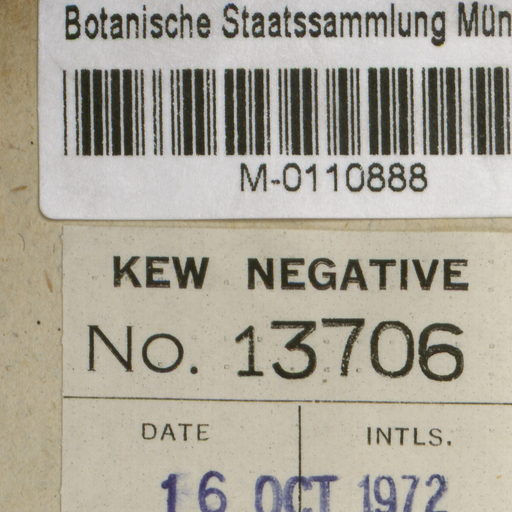 Botanische Staatssammlung Mün
M-0110888
KEW NEGATIVE
No. 13706
DATE INTLS.
16 OCT 1972